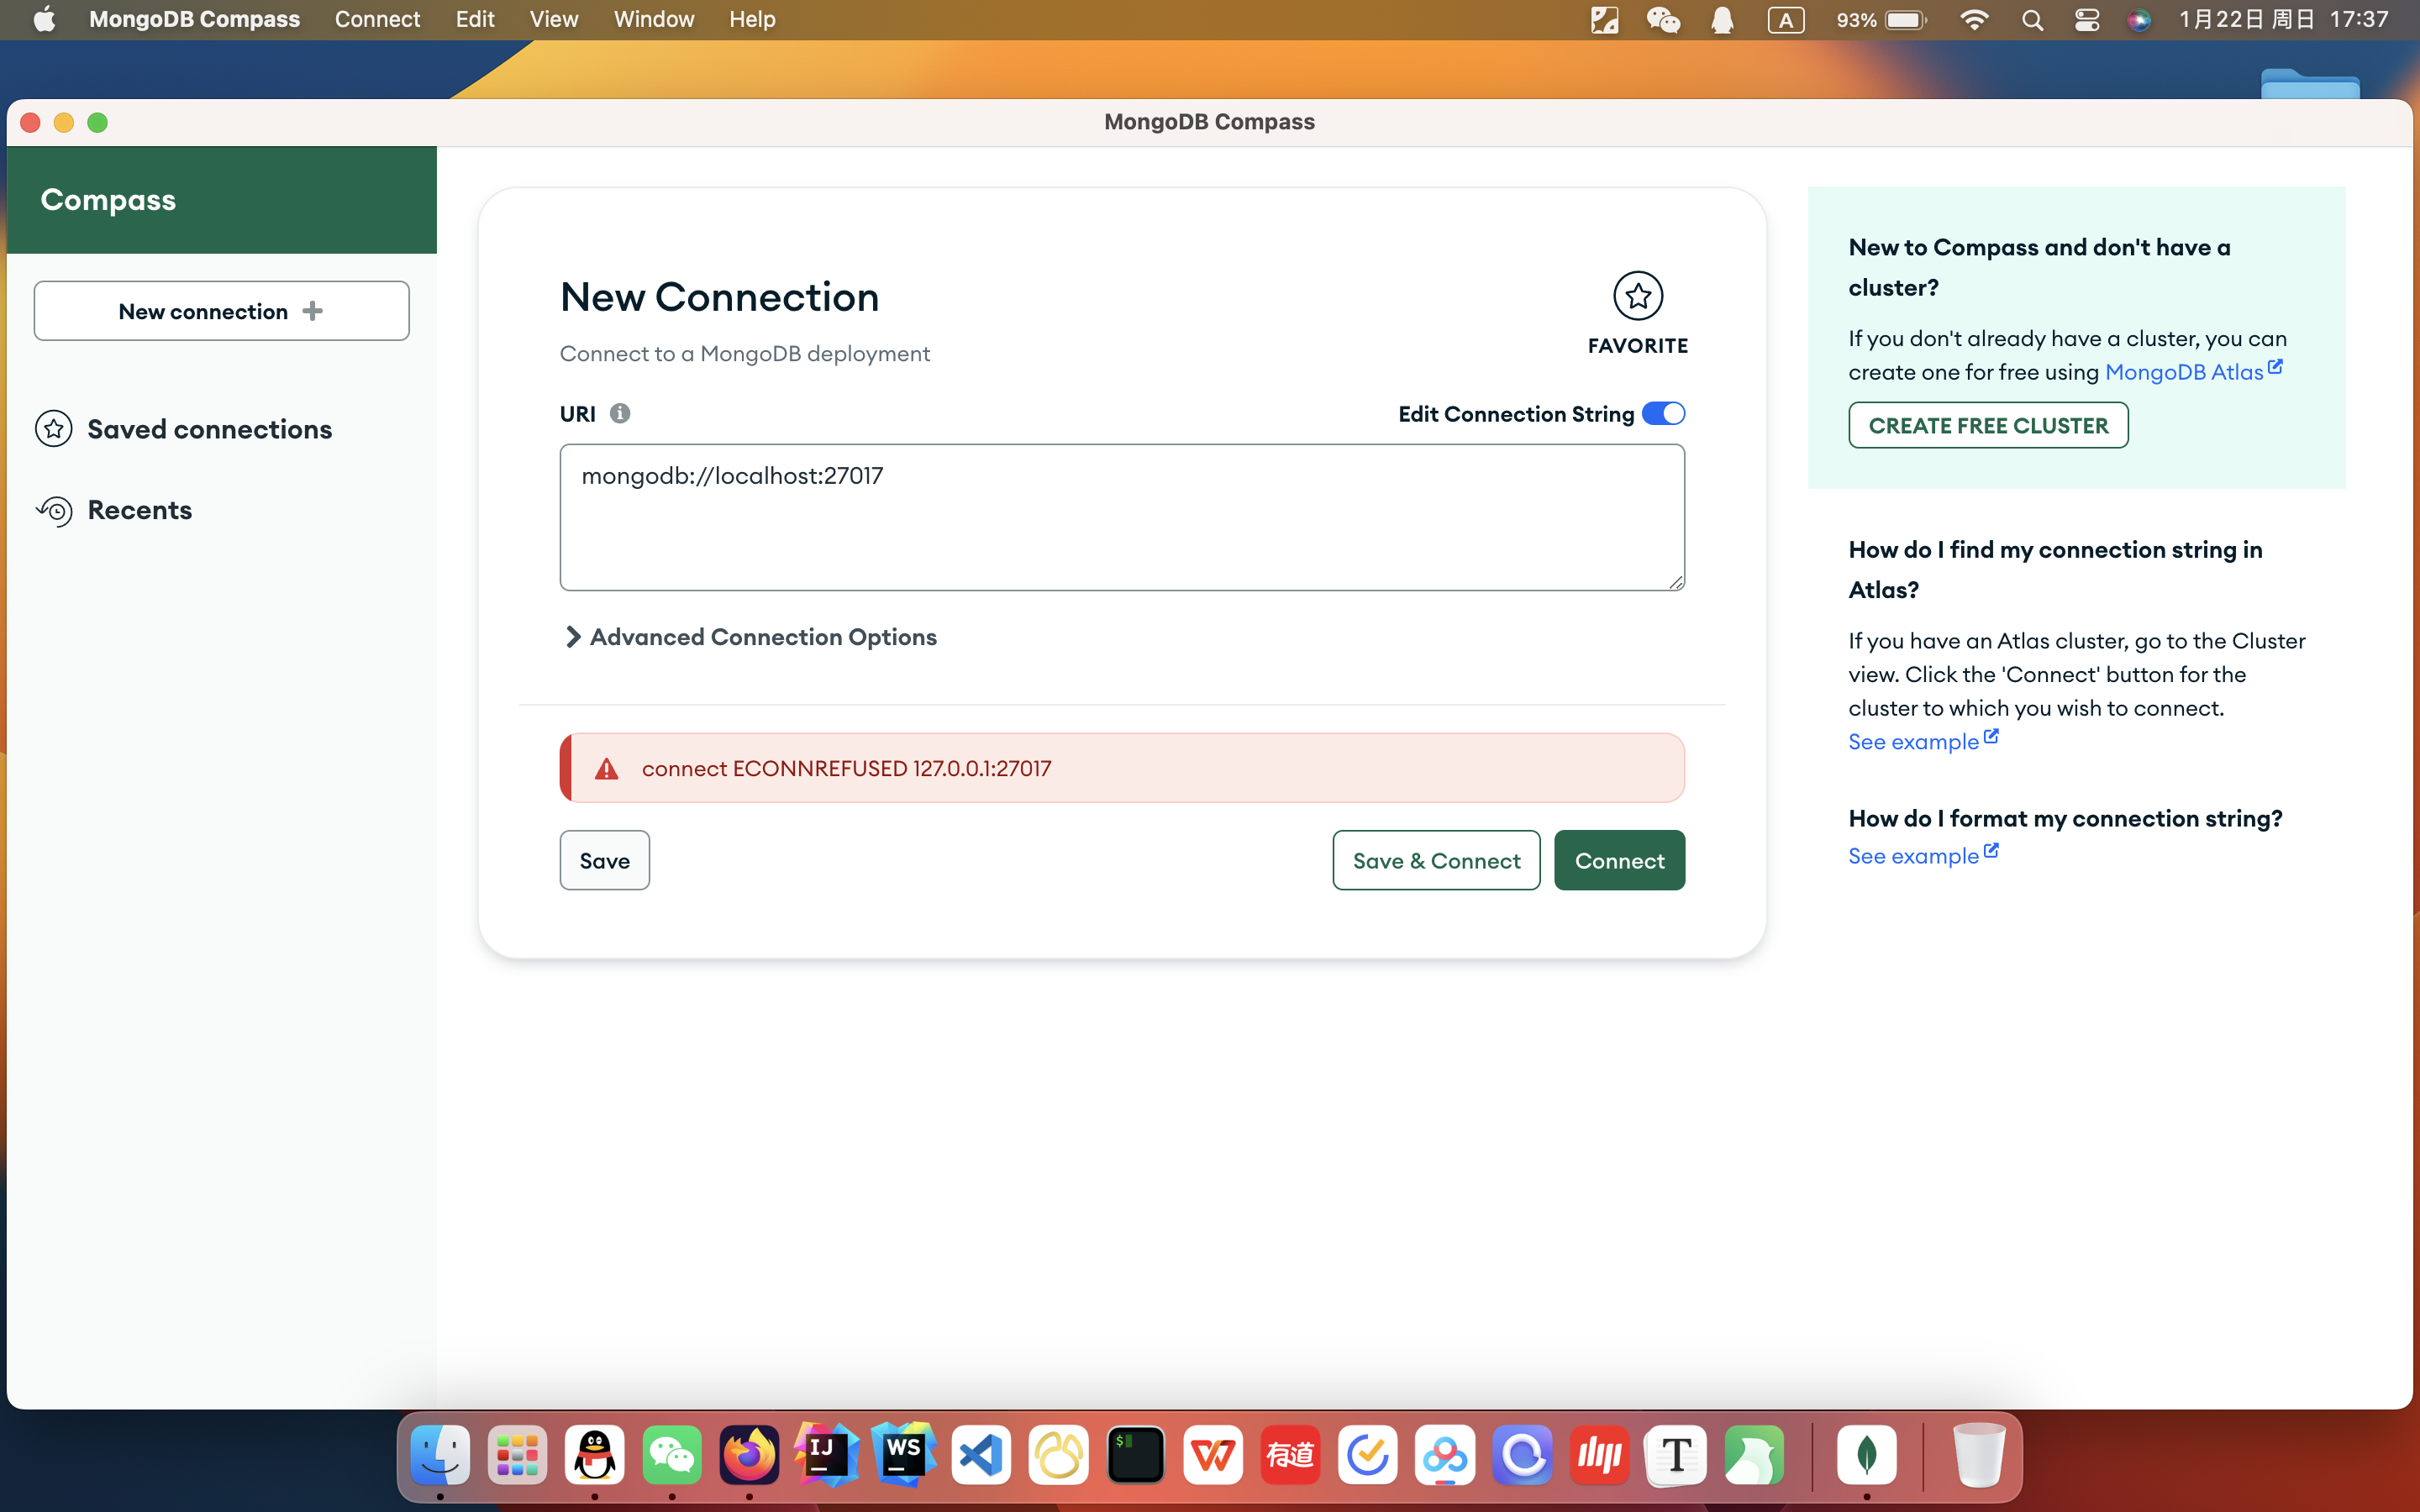 MongoDB Compass Connect Edit View Window Help A 93% 1月22日 周日 17:37
MongoDB Compass
Compass
New connection
Saved connections
Recents
New Connection
FAVORITE
Connect to a MongoDB deployment
URI
Edit Connection String
mongodb://localhost:27017
Advanced Connection Options
connect ECONNREFUSED 127.0.0.1:27017
Save
Save & Connect
Connect
New to Compass and don't have a
cluster?
If you don't already have a cluster, you can
create one for free using MongoDB Atlas
CREATE FREE CLUSTER
How do I find my connection string in
Atlas?
If you have an Atlas cluster, go to the Cluster
view. Click the 'Connect' button for the
cluster to which you wish to connect.
See example
How do I format my connection string?
See example
IJ
WS
$
有道
T